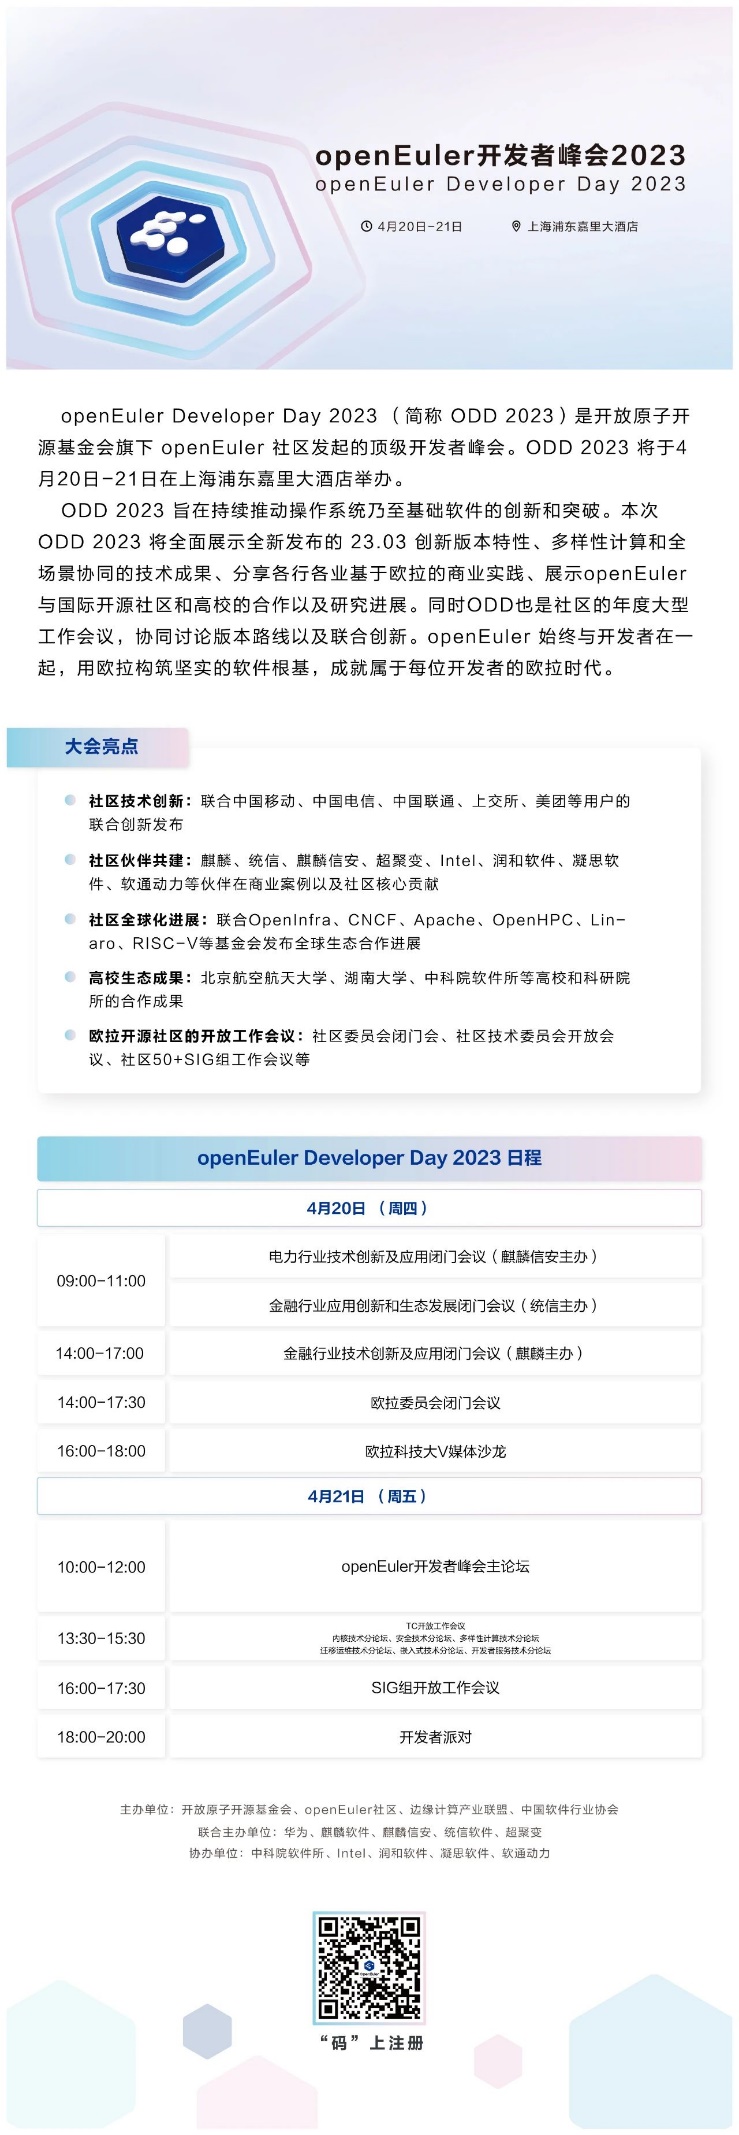 openEuler开发者峰会2023
openEuler Developer Day 2023
4月20日-21日
上海浦东嘉里大酒店
openEuler Developer Day 2023 （简称 ODD 2023）是开放原子开
源基金会旗下 openEuler 社区发起的顶级开发者峰会。ODD 2023 将于4
月20日-21日在上海浦东嘉里大酒店举办。
ODD 2023 旨在持续推动操作系统乃至基础软件的创新和突破。本次
ODD 2023 将全面展示全新发布的 23.03 创新版本特性、多样性计算和全
场景协同的技术成果、分享各行各业基于欧拉的商业实践、展示openEuler
与国际开源社区和高校的合作以及研究进展。同时ODD也是社区的年度大型
工作会议，协同讨论版本路线以及联合创新。openEuler 始终与开发者在一
起，用欧拉构筑坚实的软件根基，成就属于每位开发者的欧拉时代。
大会亮点
社区技术创新：联合中国移动、中国电信、中国联通、上交所、美团等用户的
联合创新发布
社区伙伴共建：麒麟、统信、麒麟信安、超聚变、Intel、润和软件、凝思软
件、软通动力等伙伴在商业案例以及社区核心贡献
社区全球化进展：联合OpenInfra、CNCF、Apache、OpenHPC、Lin-
aro、RISC-V等基金会发布全球生态合作进展
高校生态成果：北京航空航天大学、湖南大学、中科院软件所等高校和科研院
所的合作成果
欧拉开源社区的开放工作会议：社区委员会闭门会、社区技术委员会开放会
议、社区50+SIG组工作会议等
openEuler Developer Day 2023 日程
4月20日 （周四）
09:00-11:00
电力行业技术创新及应用闭门会议（麒麟信安主办）
金融行业应用创新和生态发展闭门会议（统信主办）
14:00-17:00
金融行业技术创新及应用闭门会议（麒麟主办）
14:00-17:30
欧拉委员会闭门会议
16:00-18:00
欧拉科技大V媒体沙龙
4月21日 （周五）
10:00-12:00
openEuler开发者峰会主论坛
13:30-15:30
TC开放工作会议
内核技术分论坛、安全技术分论坛、多样性计算技术分论坛
迁移运维技术分论坛、嵌入式技术分论坛、开发者服务技术分论坛
16:00-17:30
SIG组开放工作会议
18:00-20:00
开发者派对
主办单位：开放原子开源基金会、openEuler社区、边缘计算产业联盟、中国软件行业协会
联合主办单位：华为、麒麟软件、麒麟信安、统信软件、超聚变
协办单位：中科院软件所、Intel、润和软件、凝思软件、软通动力
openEuler
“码”上注册